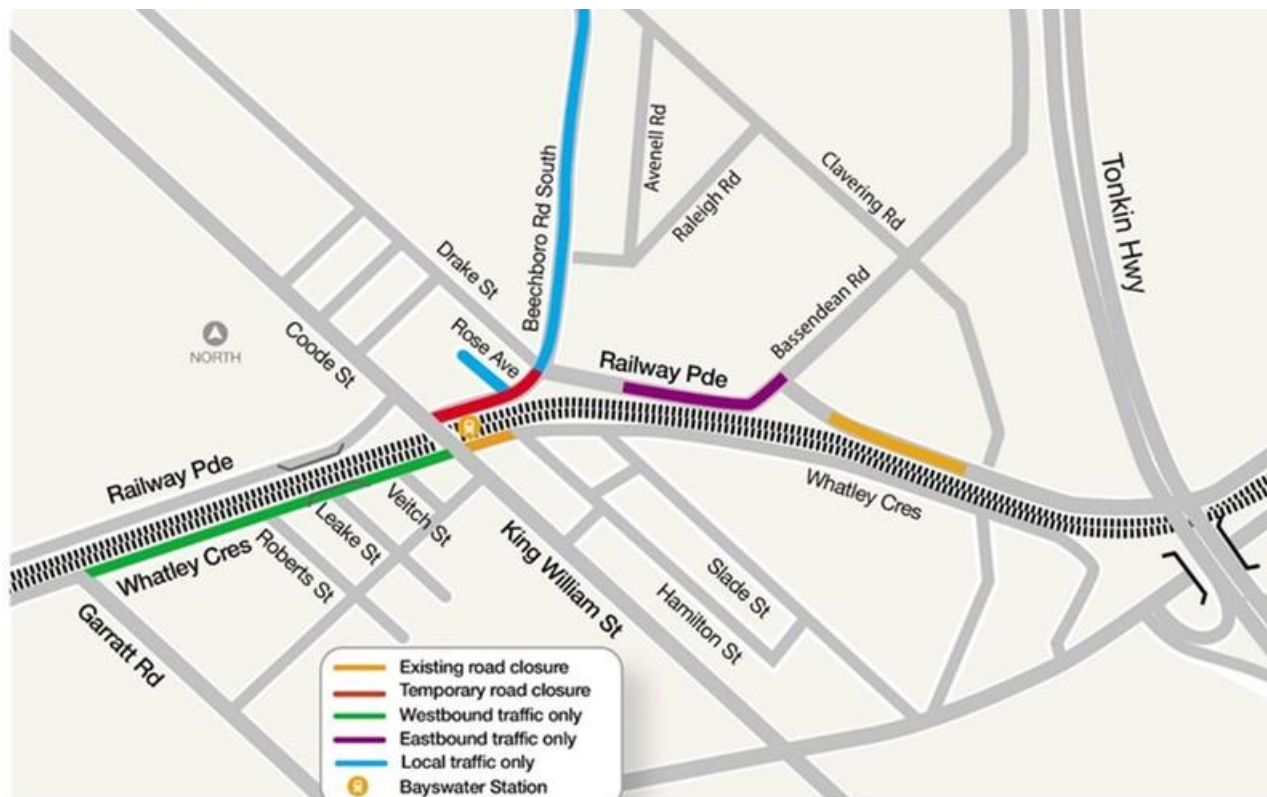 Avenell Rd
Raleigh Rd
Clavering Rd
Tonkin Hwy
Beechboro Rd South
Drake St
Rose Ave
Railway Pde
Bassendean Rd
NORTH
Coode St
Railway Pde
Whatley Cres
Veitch St
Leake St
Roberts St
Whatley Cres
King William St
Slade St
Hamilton St
Garratt Rd
Existing road closure
Temporary road closure
Westbound traffic only
Eastbound traffic only
Local traffic only
Bayswater Station